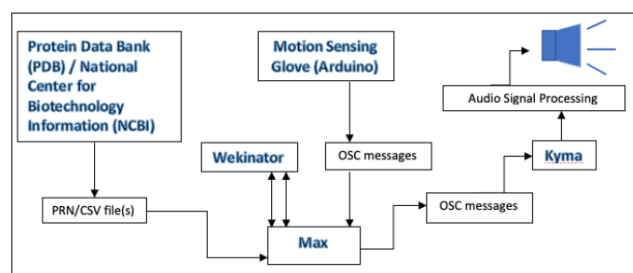 Protein Data Bank
(PDB) / National
Center for
Biotechnology
Information (NCBI)
Motion Sensing
Glove (Arduino)
Audio Signal Processing
Wekinator
OSC messages
Kyma
PRN/CSV file(s)
OSC messages
Max